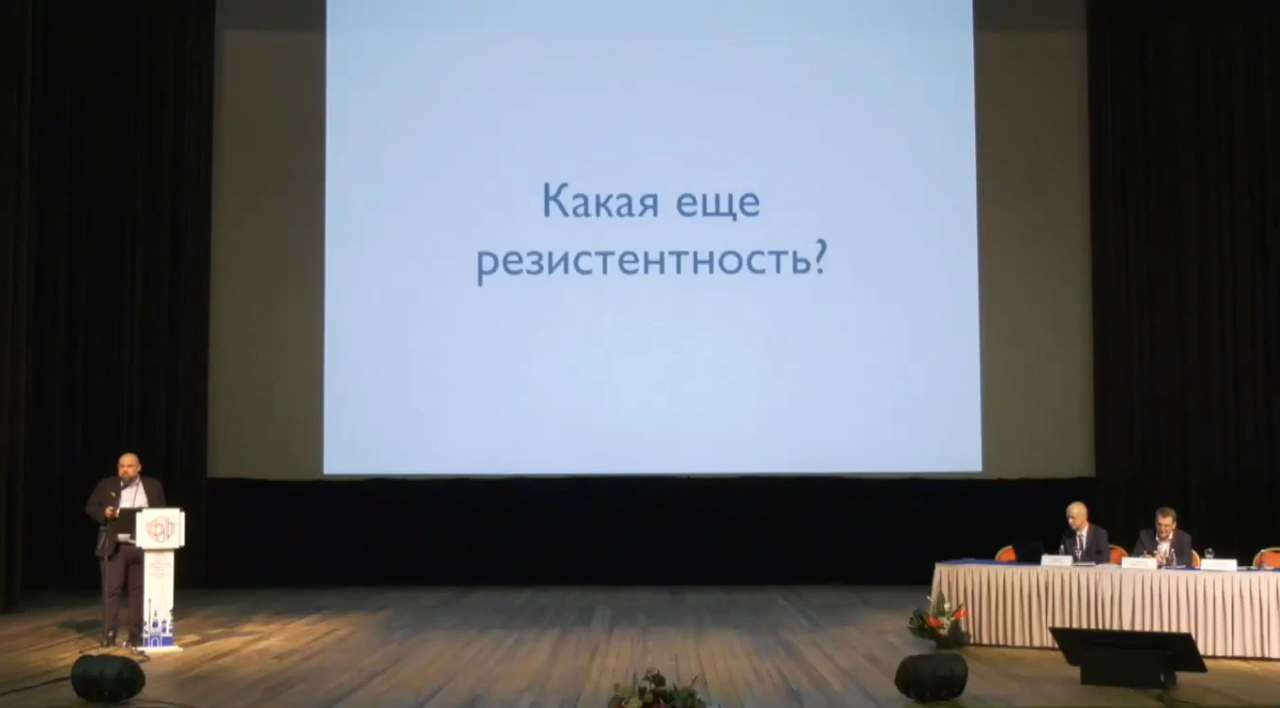 Какая еще
резистентность?